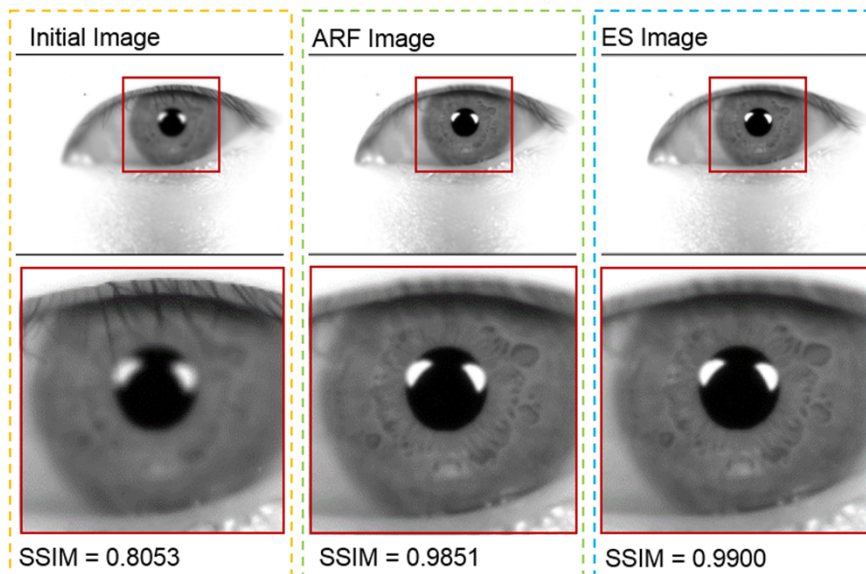 Initial Image
ARF Image
ES Image
SSIM = 0.8053
SSIM = 0.9851
SSIM = 0.9900